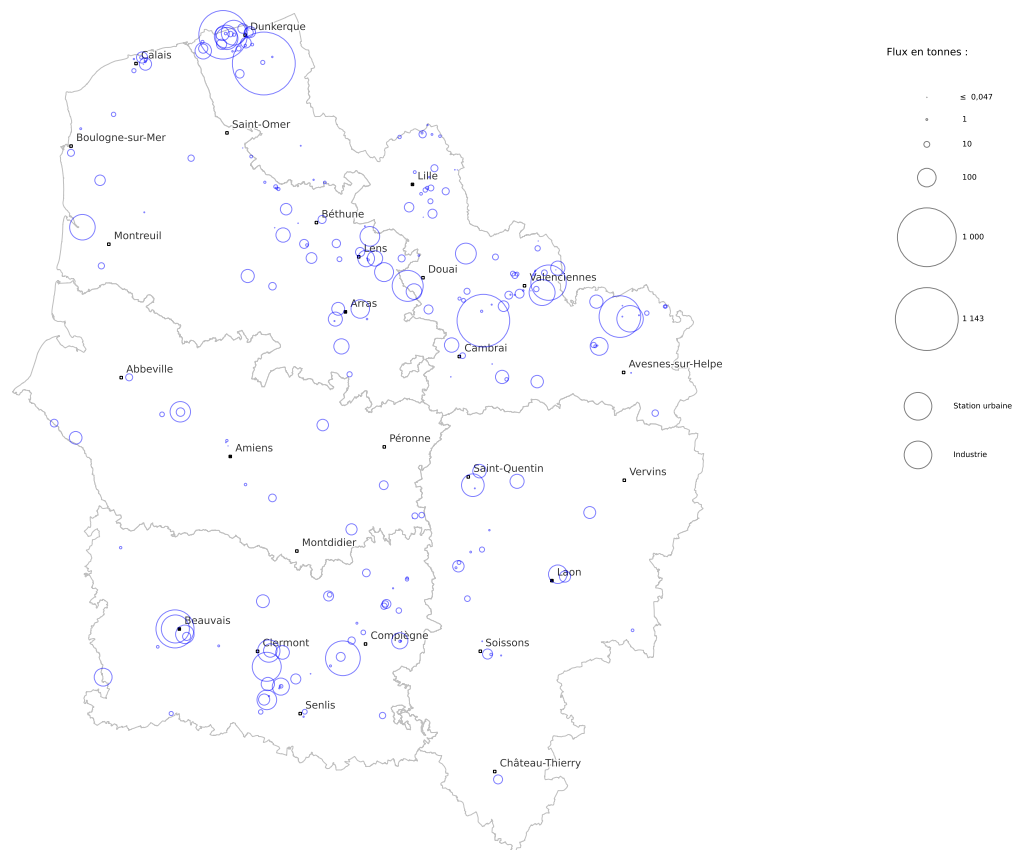 Dunkerque
Flux en tonnes :
Calais
≤ 0,047
1
Saint-Omer
Boulogne-sur-Mer
10
Lille
100
Béthune
Montreuil
1 000
Lens
Douai
Valenciennes
Arras
1 143
Cambrai
Avesnes-sur-Helpe
Abbeville
Station urbaine
Amiens
Péronne
Industrie
Saint-Quentin
Vervins
Montdidier
Laon
Beauvais
Clermont
Compiègne
Soissons
Senlis
Château-Thierry